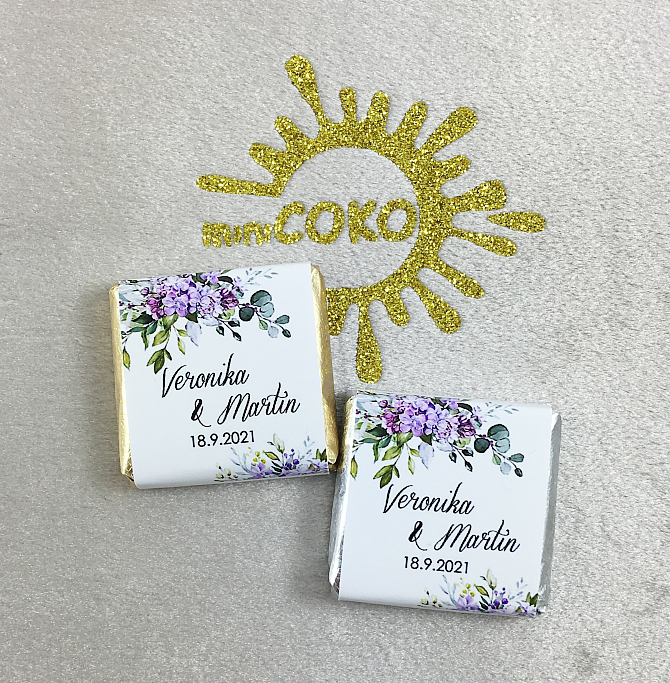 miniCOKO
Veronika
& Martin
18.9.2021
Veronika
& Martin
18.9.2021